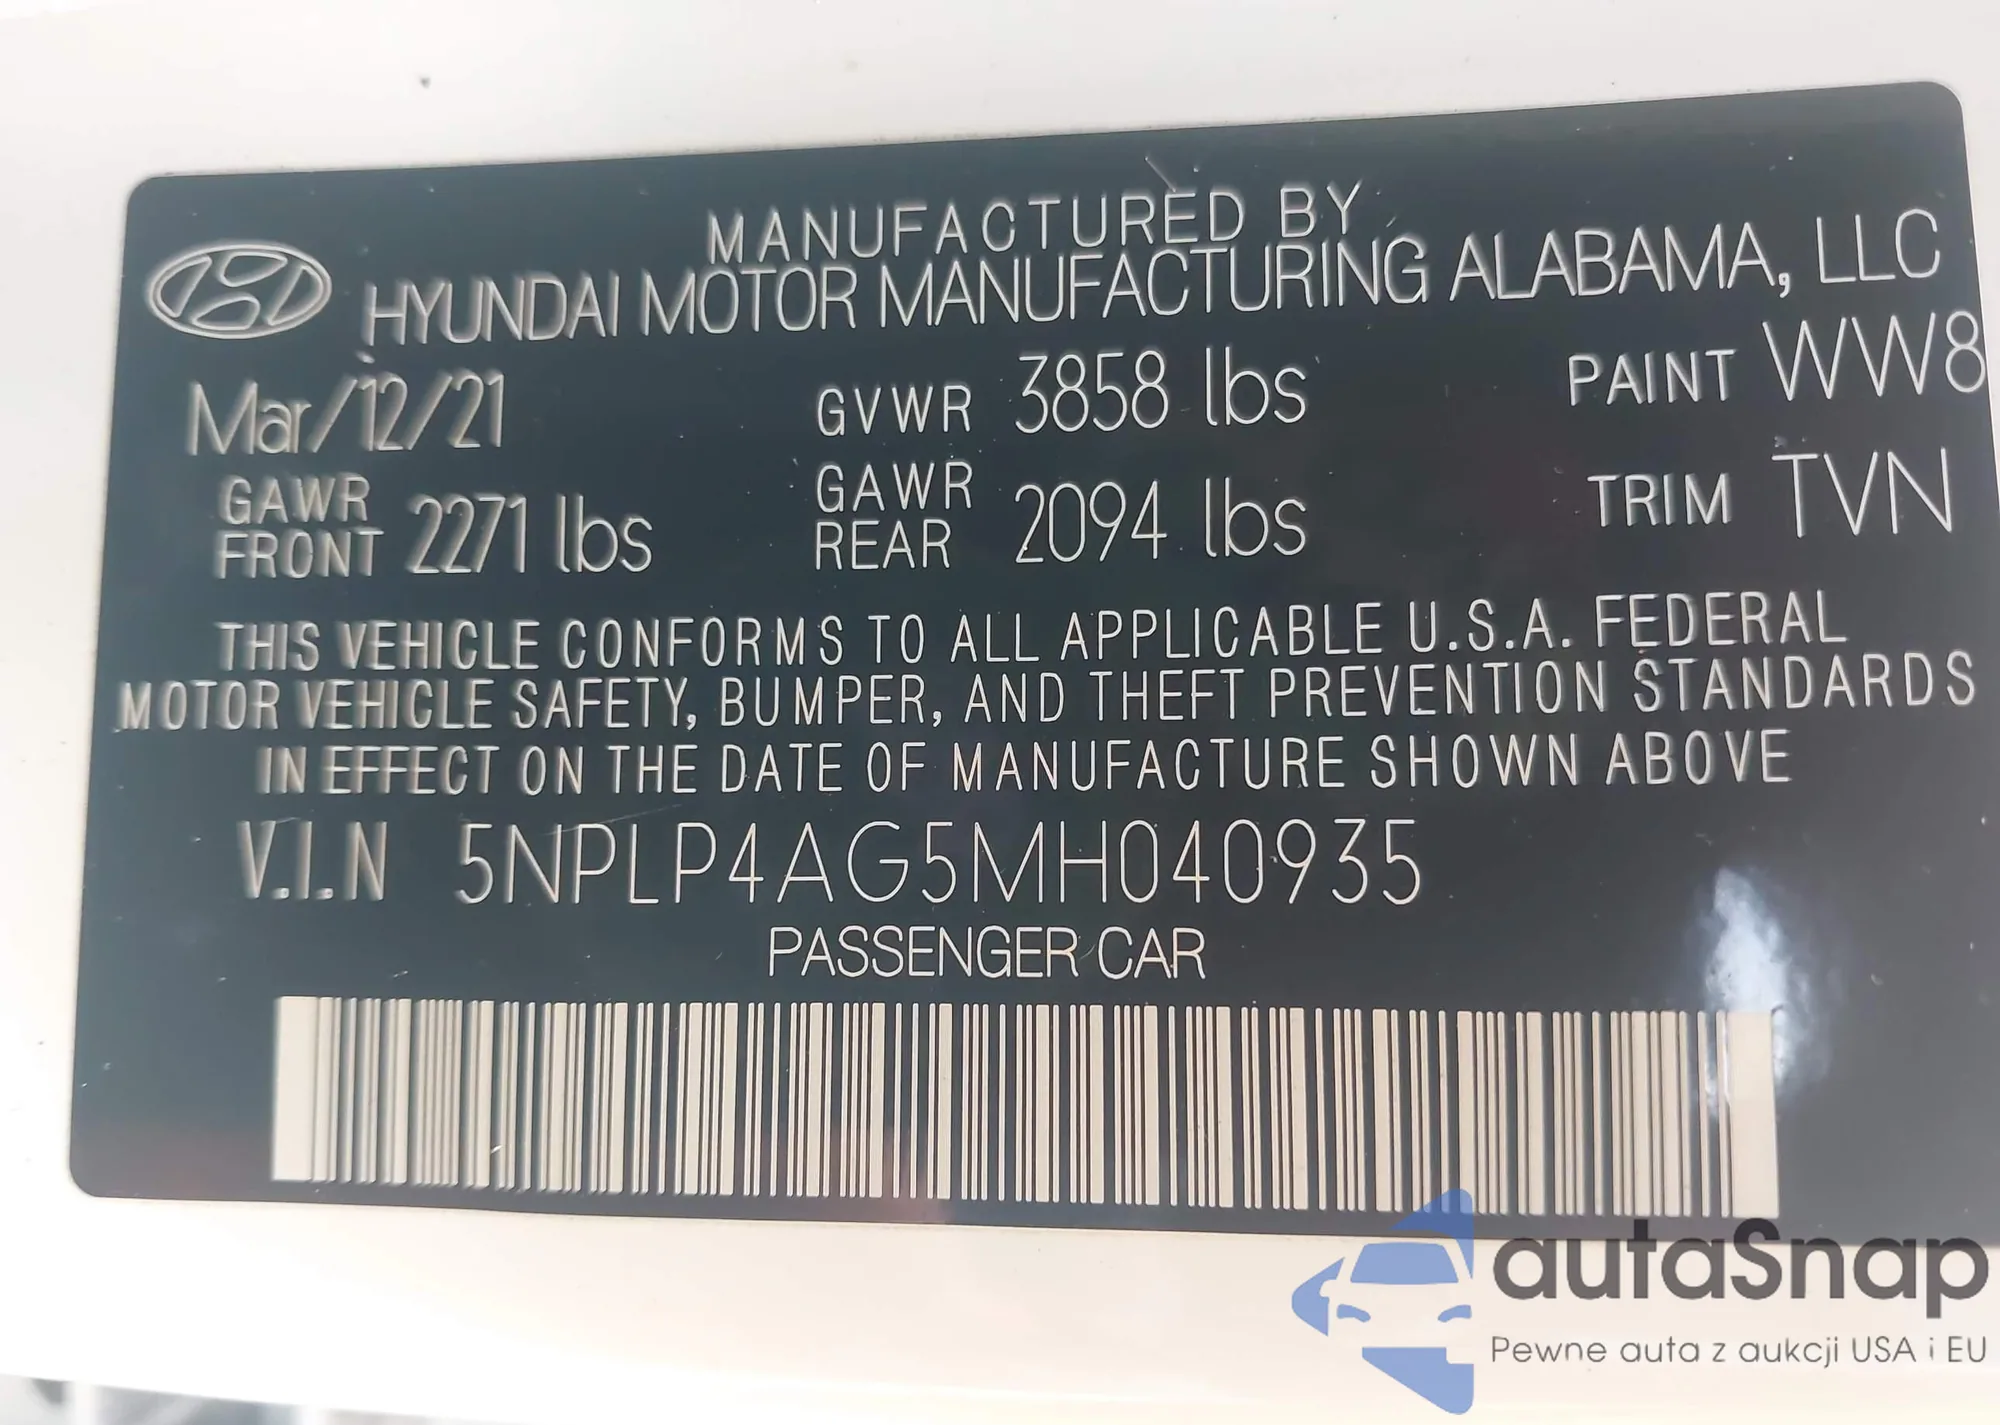 MANUFACTURED BY
HYUNDAI MOTOR MANUFACTURING ALABAMA, LLC
Mar/12/21 GVWR 3858 lbs PAINT WW8
GAWR FRONT 2271 lbs GAWR REAR 2094 lbs TRIM TVN
THIS VEHICLE CONFORMS TO ALL APPLICABLE U.S.A. FEDERAL
MOTOR VEHICLE SAFETY, BUMPER, AND THEFT PREVENTION STANDARDS
IN EFFECT ON THE DATE OF MANUFACTURE SHOWN ABOVE
V.I.N 5NPLP4AG5MH040935
PASSENGER CAR
autaSnap
Pewne auta z aukcji USA i EU